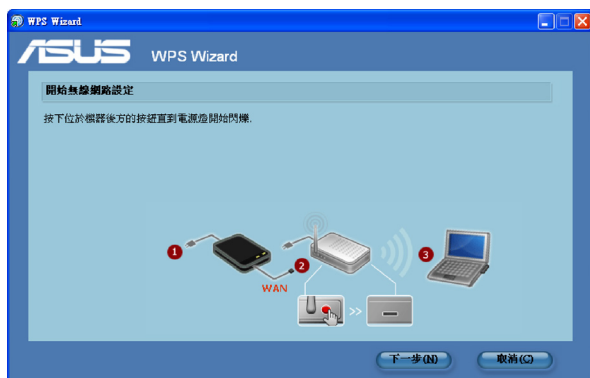 WPS Wizard
ASUS WPS Wizard
開始無線網路設定
按下位於機器後方的按鈕直到電源燈開始閃爍.
1
2
3
WAN
>>
下一步(N)
取消(C)